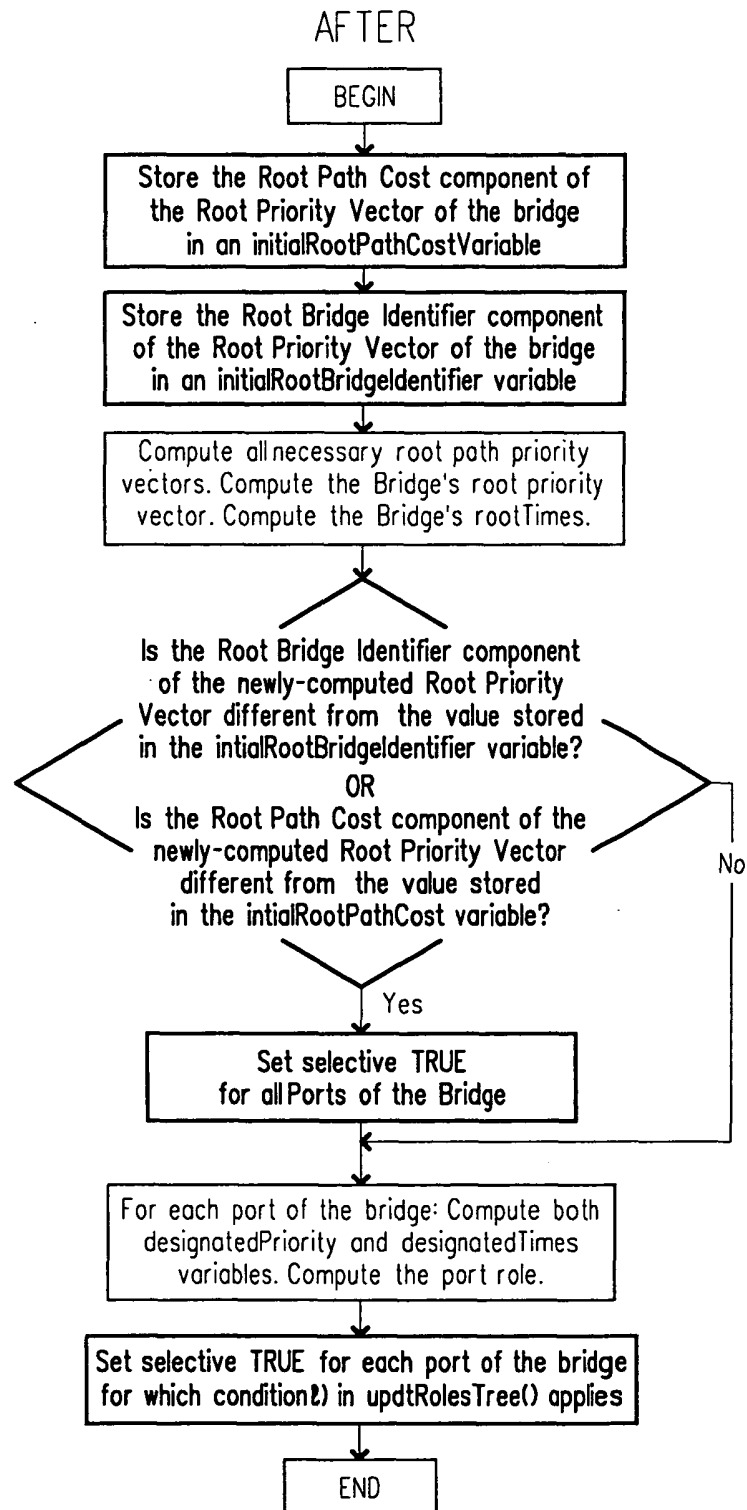 AFTER
BEGIN
Store the Root Path Cost component of
the Root Priority Vector of the bridge
in an initialRootPathCostVariable
Store the Root Bridge Identifier component
of the Root Priority Vector of the bridge
in an initialRootBridgeIdentifier variable
Compute all necessary root path priority
vectors. Compute the Bridge's root priority
vector. Compute the Bridge's rootTimes.
Is the Root Bridge Identifier component
of the newly-computed Root Priority
Vector different from the value stored
in the intialRootBridgeIdentifier variable?
OR
Is the Root Path Cost component of the
newly-computed Root Priority Vector
different from the value stored
in the intialRootPathCost variable?
No
Yes
Set selective TRUE
for all Ports of the Bridge
For each port of the bridge: Compute both
designatedPriority and designatedTimes
variables. Compute the port role.
Set selective TRUE for each port of the bridge
for which condition l) in updtRolesTree() applies
END